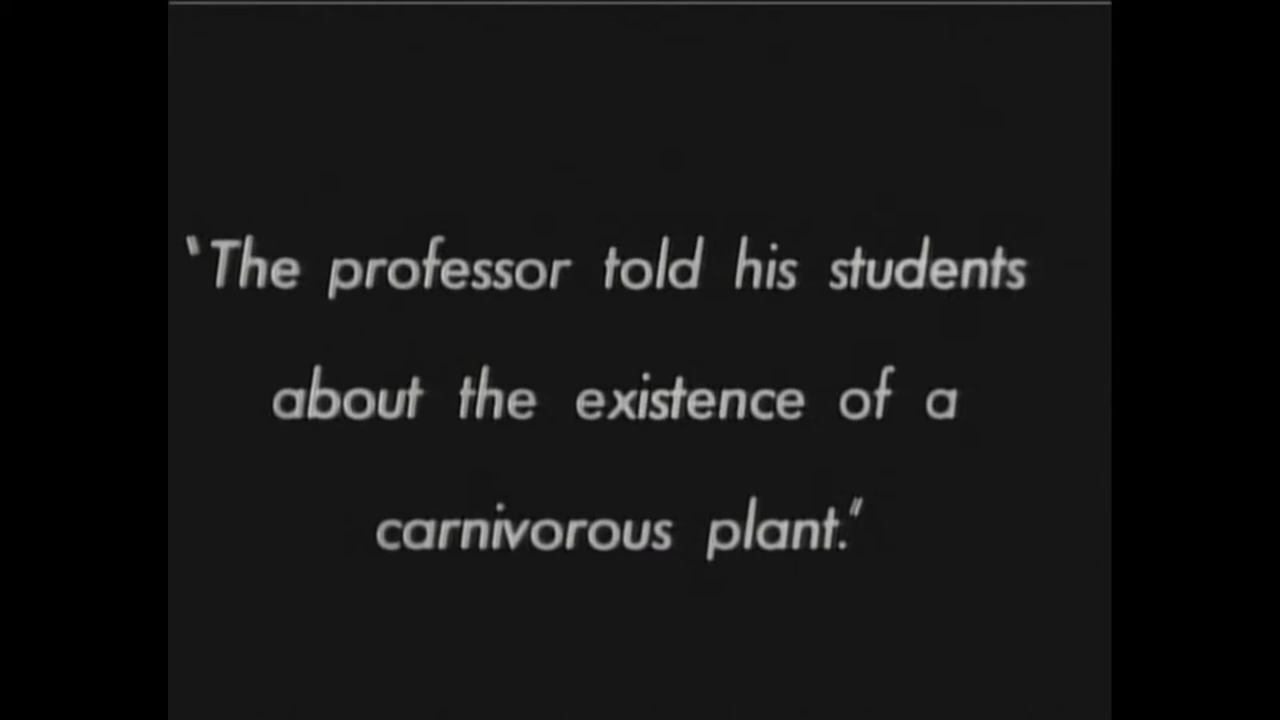 "The professor told his students
about the existence of a
carnivorous plant."